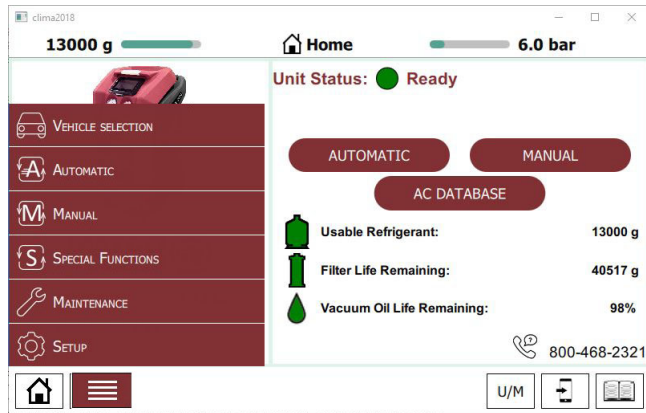 clima2018
13000 g
Home
6.0 bar
Unit Status: Ready
VEHICLE SELECTION
AUTOMATIC
MANUAL
SPECIAL FUNCTIONS
MAINTENANCE
SETUP
AUTOMATIC
MANUAL
AC DATABASE
Usable Refrigerant: 13000 g
Filter Life Remaining: 40517 g
Vacuum Oil Life Remaining: 98%
800-468-2321
U/M